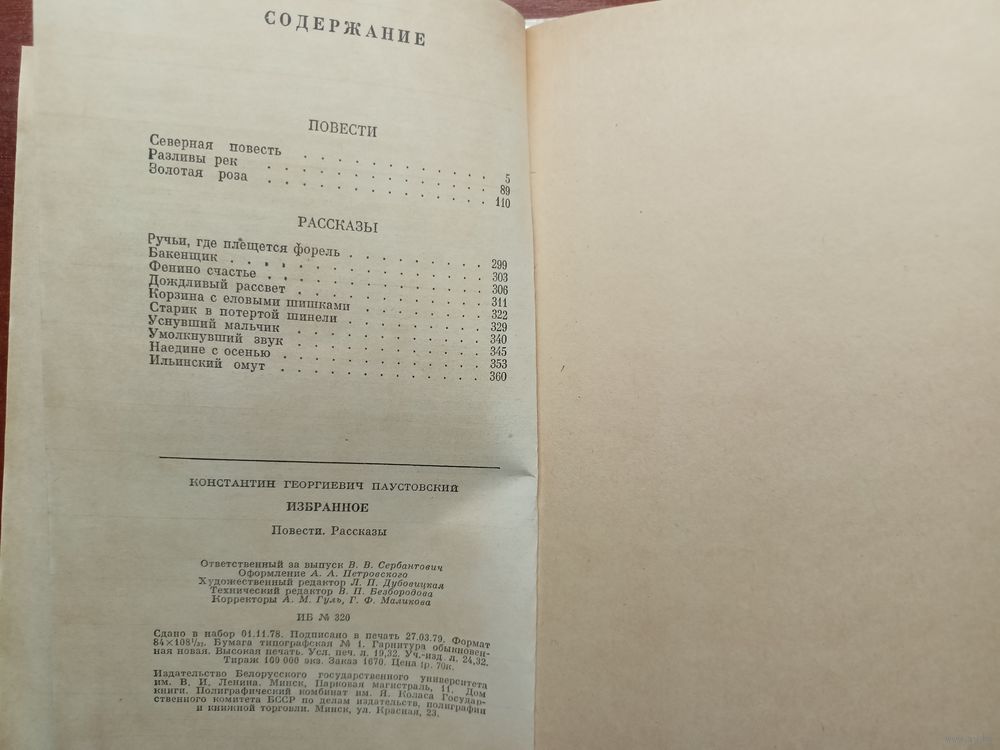 СОДЕРЖАНИЕ
ПОВЕСТИ
Северная повесть . . . . . . . . . . 5
Разливы рек . . . . . . . . . . . . 89
Золотая роза . . . . . . . . . . . 110
РАССКАЗЫ
Ручьи, где плещется форель . . . . . . . 299
Бакенщик . . . . . . . . . . . . . 303
Фенино счастье . . . . . . . . . . . 306
Дождливый рассвет . . . . . . . . . . 311
Корзина с еловыми шишками . . . . . . . 322
Старик в потертой шинели . . . . . . . 329
Уснувший мальчик . . . . . . . . . . 340
Умолкнувший звук . . . . . . . . . . 345
Наедине с осенью . . . . . . . . . . 353
Ильинский омут . . . . . . . . . . . 360
КОНСТАНТИН ГЕОРГИЕВИЧ ПАУСТОВСКИЙ
ИЗБРАННОЕ
Повести. Рассказы
Ответственный за выпуск В. В. Сербантович
Оформление А. А. Петровского
Художественный редактор Л. П. Дубовицкая
Технический редактор В. П. Безбородова
Корректоры А. М. Гуль, Г. Ф. Маликова
ИБ № 320
Сдано в набор 01.11.78. Подписано в печать 27.03.79. Формат
84×108¹/₃₂. Бумага типографская № 1. Гарнитура обыкновен-
ная новая. Высокая печать. Усл. печ. л. 19,32. Уч.-изд. л. 24,32.
Тираж 100 000 экз. Заказ 1670. Цена 1р. 70к.
Издательство Белорусского государственного университета
им. В. И. Ленина. Минск, Парковая магистраль, 11. Дом
книги. Полиграфический комбинат им. Я. Коласа Государ-
ственного комитета БССР по делам издательств, полиграфии
и книжной торговли. Минск, ул. Красная, 23.